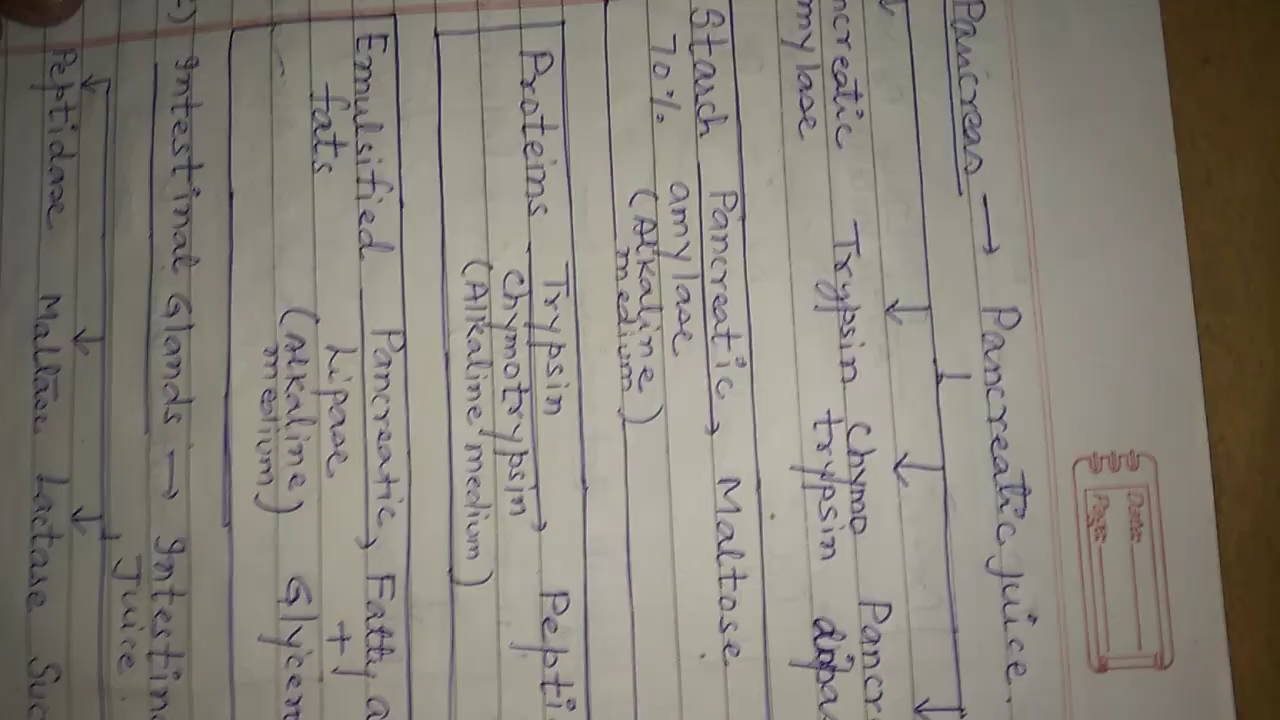 Date:
Page:
Pancreas → Pancreatic juice.
ncreatic Trypsin Chymo Pancr
mylase trypsin
Starch Pancreatic → Maltose
70% amylase
(Alkaline
medium)
Proteins Trypsin → Pepti
Chymotrypsin
(Alkaline medium)
Emulsified Pancreatic → Fatty a
fats Lipase +
(Alkaline Glycer
medium)
Intestinal Glands → Intestin
Juice.
Peptidase Maltase Lactase Suc